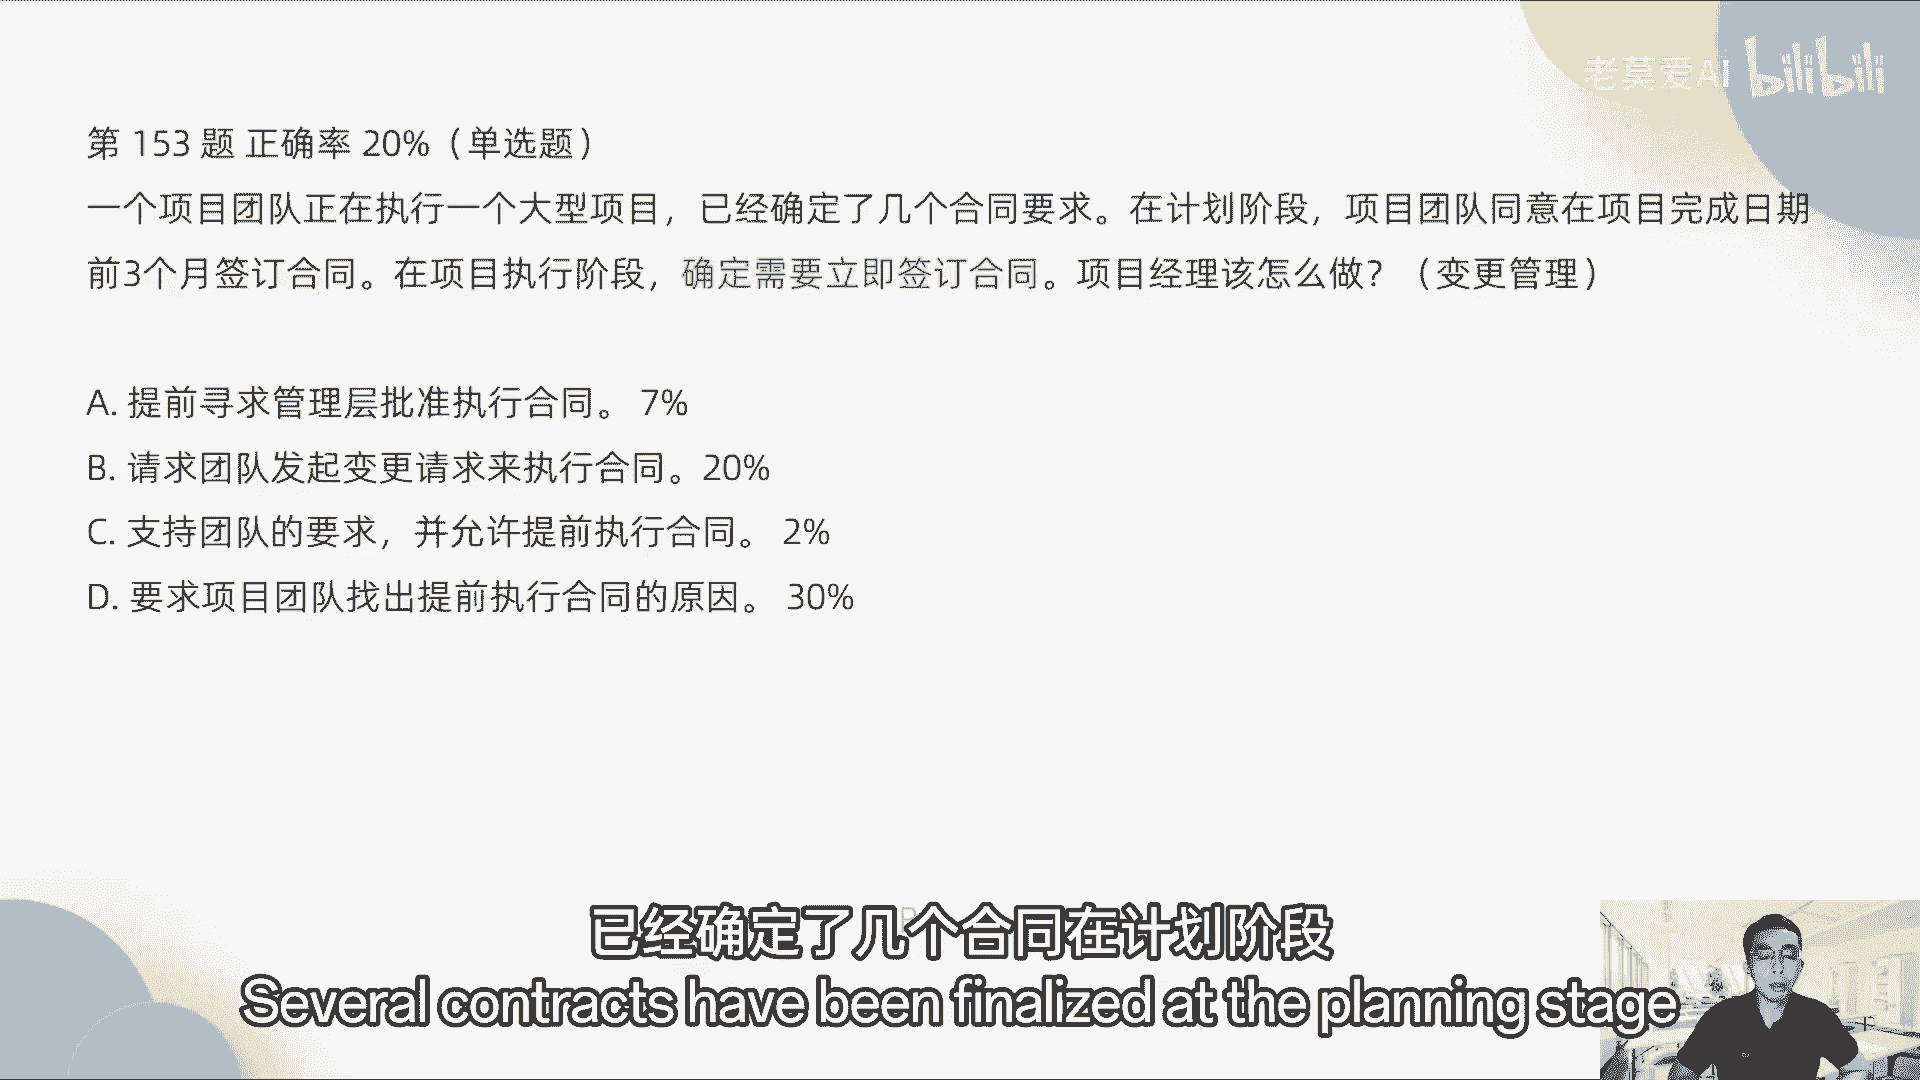 老莫爱AI bilibili
第 153 题 正确率 20%（单选题）
一个项目团队正在执行一个大型项目，已经确定了几个合同要求。在计划阶段，项目团队同意在项目完成日期
前3个月签订合同。在项目执行阶段，确定需要立即签订合同。项目经理该怎么做？（变更管理）
A. 提前寻求管理层批准执行合同。 7%
B. 请求团队发起变更请求来执行合同。20%
C. 支持团队的要求，并允许提前执行合同。 2%
D. 要求项目团队找出提前执行合同的原因。 30%
已经确定了几个合同在计划阶段
Several contracts have been finalized at the planning stage